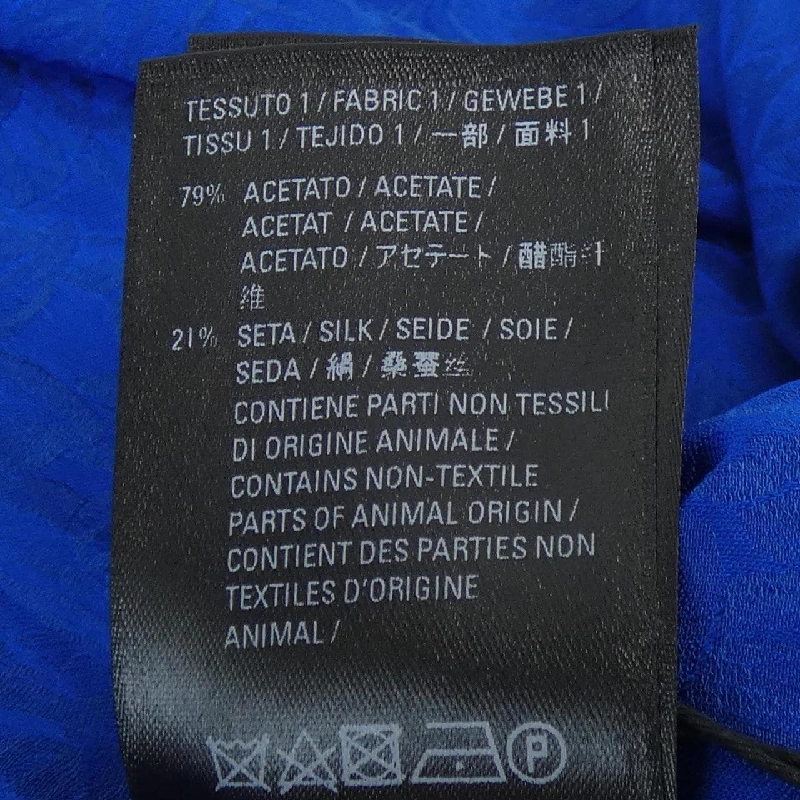 TESSUTO 1 / FABRIC 1 / GEWEBE 1 /
TISSU 1 / TEJIDO 1 / 一部 / 面料 1
79% ACETATO / ACETATE /
ACETAT / ACETATE /
ACETATO / アセテート / 醋酯纤
维
21% SETA / SILK / SEIDE / SOIE /
SEDA / 絹 / 桑蚕丝
CONTIENE PARTI NON TESSILI
DI ORIGINE ANIMALE /
CONTAINS NON-TEXTILE
PARTS OF ANIMAL ORIGIN /
CONTIENT DES PARTIES NON
TEXTILES D'ORIGINE
ANIMAL /
P